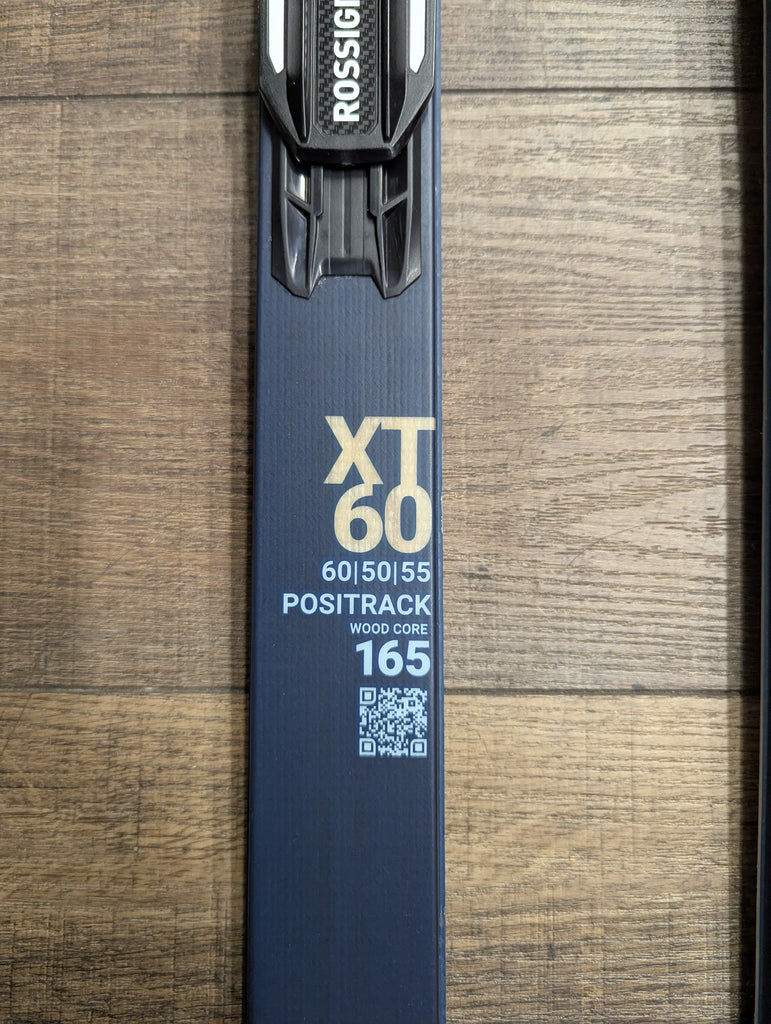 ROSSIG
XT
60
60|50|55
POSITRACK
WOOD CORE
165